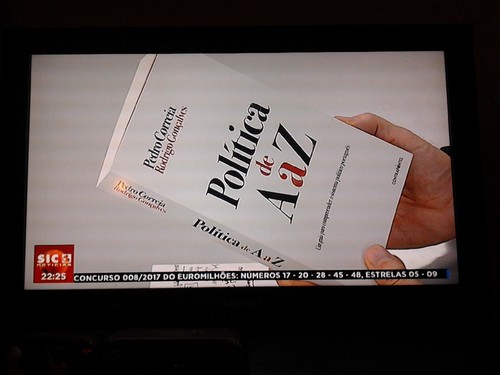 Pedro Correia
Rodrigo Gonçalves
Política
de
A a Z
Pedro Correia
Rodrigo Gonçalves
Política de A a Z
CONTRAPONTO
SIC
NOTÍCIAS
22:25
CONCURSO 008/2017 DO EUROMILHÕES: NÚMEROS 17 - 20 - 28 - 45 - 48, ESTRELAS 05 - 09